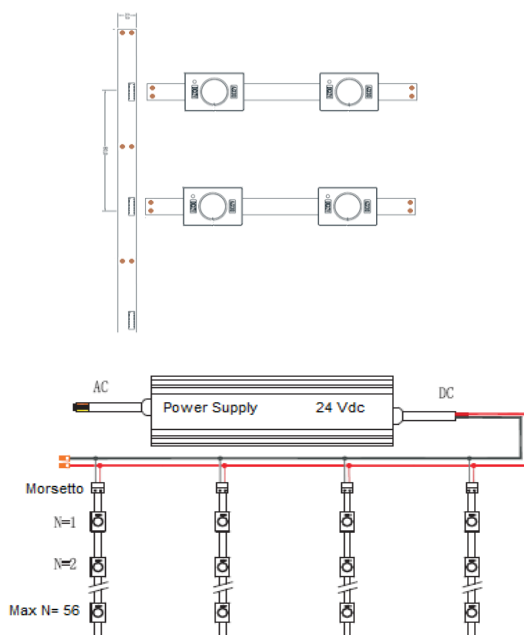 AC
DC
Power Supply 24 Vdc
Morsetto
N=1
N=2
Max N= 56